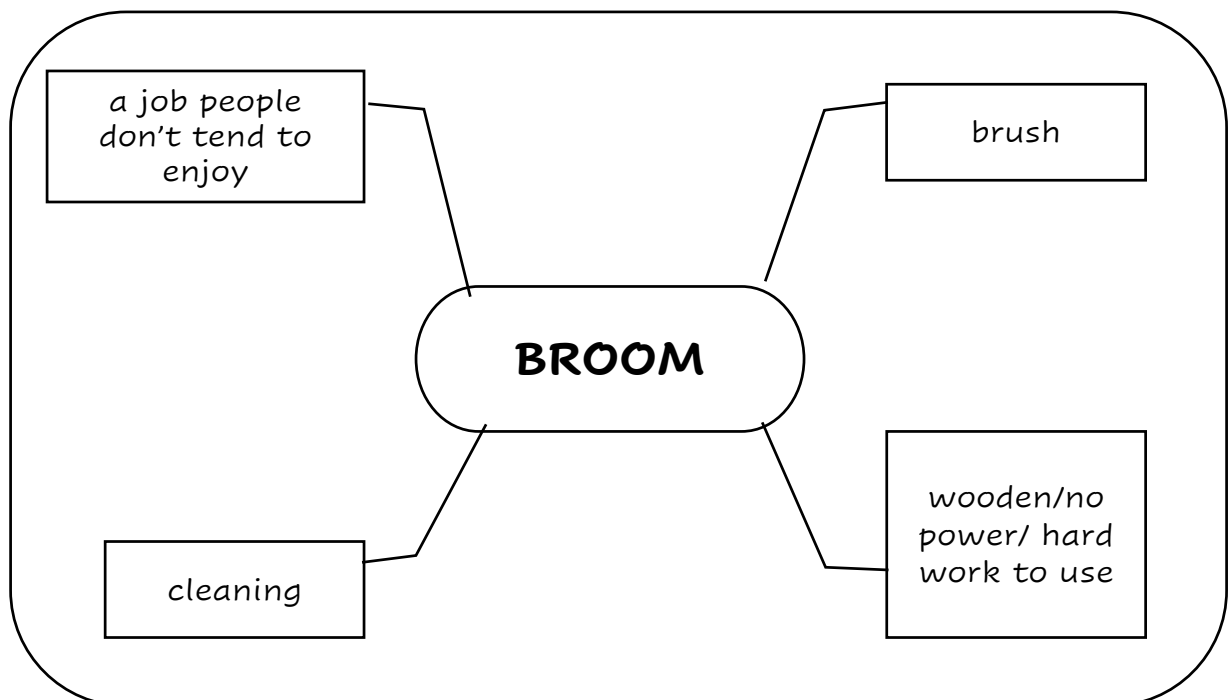 a job people
don't tend to
enjoy
brush
BROOM
cleaning
wooden/no
power/ hard
work to use